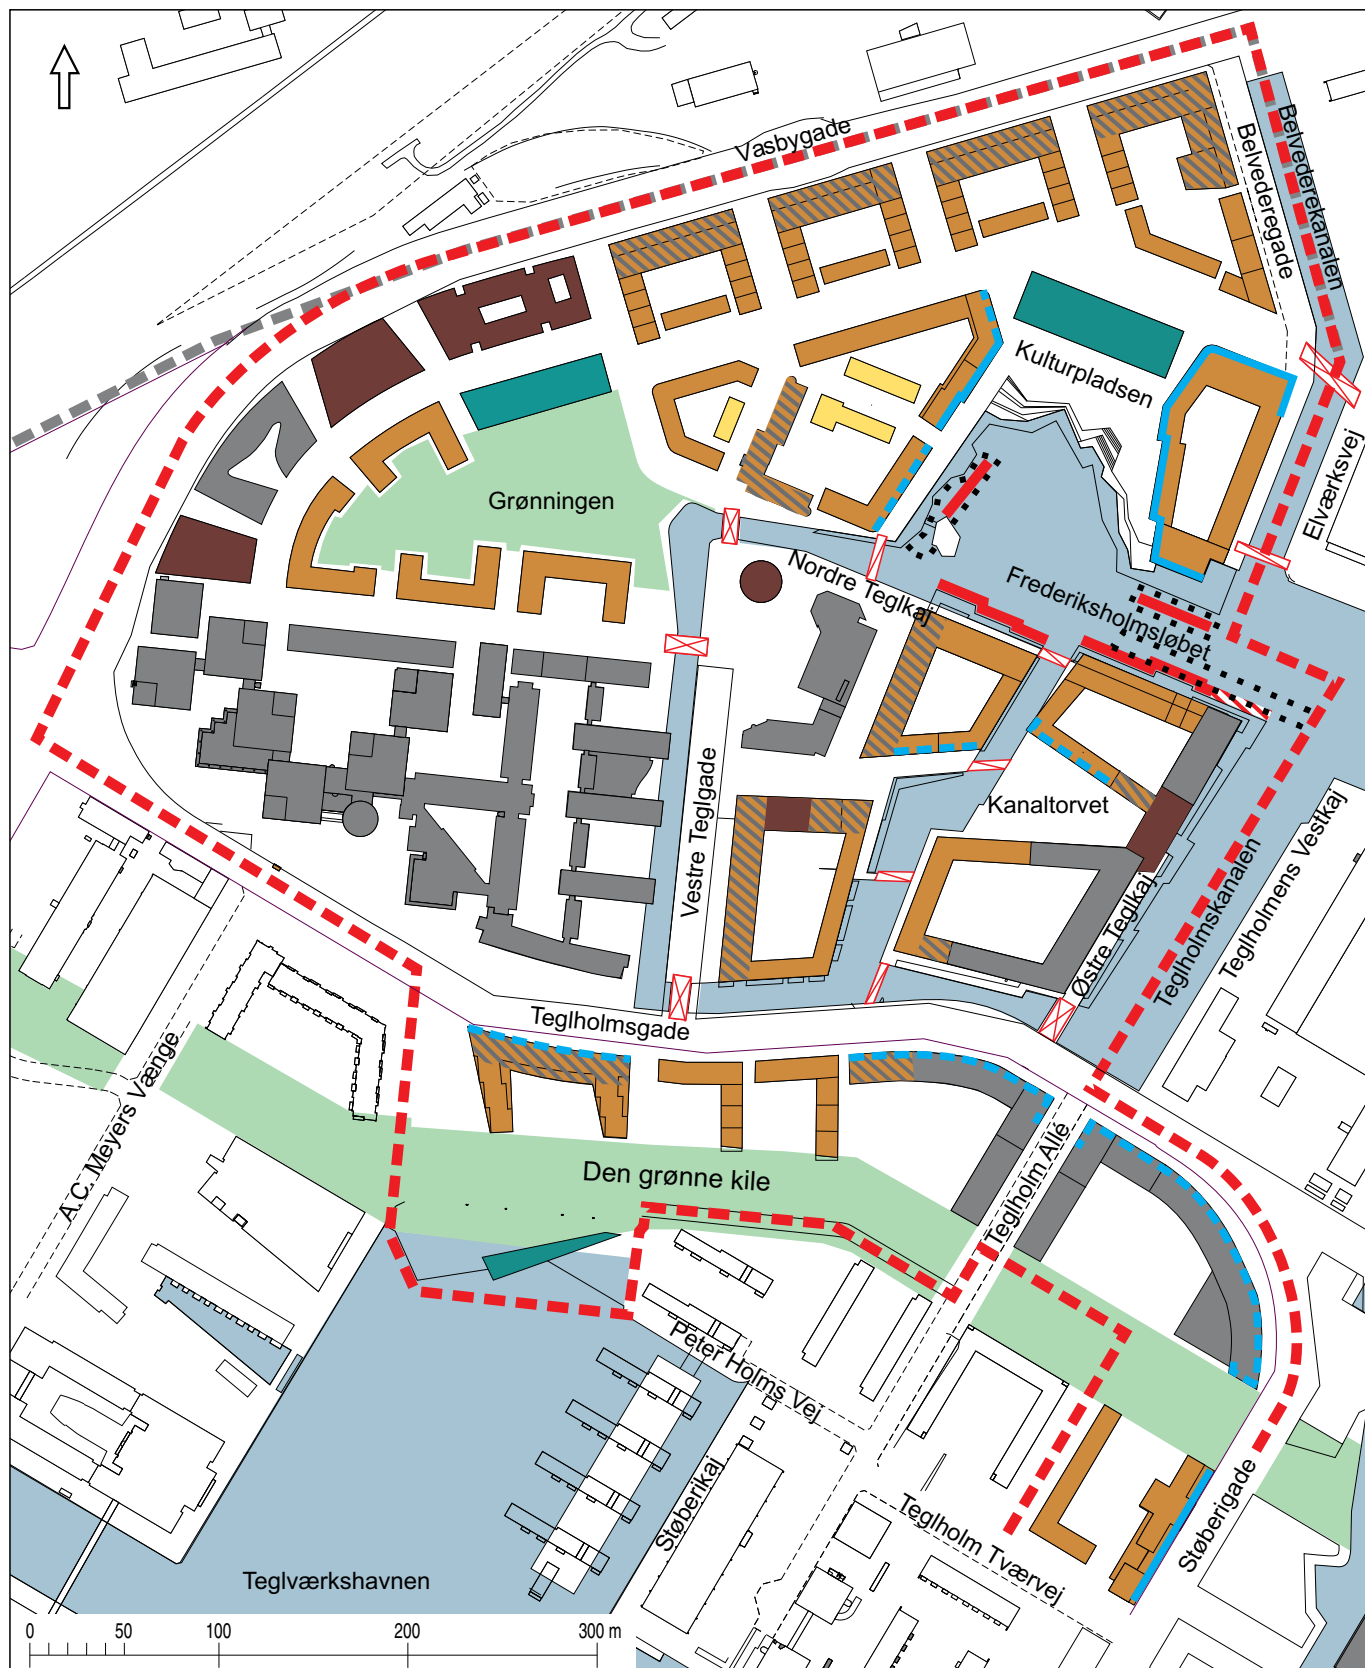 Vasbygade
Belvederegade
Belvederekanalen
Kulturpladsen
Elværksvej
Grønningen
Nordre Teglkaj
Frederiksholmsløbet
Vestre Teglgade
Kanaltorvet
Østre Teglkaj
Teglholmskanalen
Teglholmens Vestkaj
Teglholmsgade
A.C. Meyers Vænge
Den grønne kile
Teglholm Allé
Peter Holms Vej
Støberikaj
Teglholm Tværvej
Støberigade
Teglværkshavnen
0 50 100 200 300 m